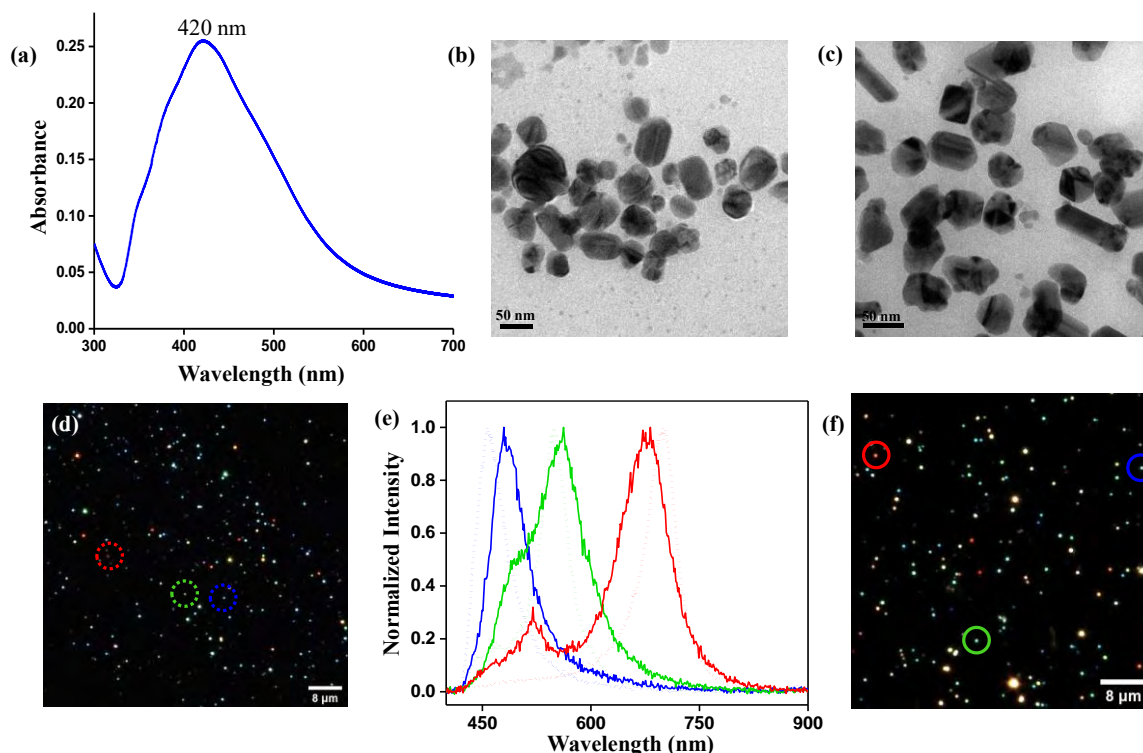 (a)
420 nm
0.25
0.20
0.15
0.10
0.05
0.00
Absorbance
300 400 500 600 700
Wavelength (nm)
(b)
50 nm
(c)
50 nm
(d)
8 µm
(e)
1.0
0.8
0.6
0.4
0.2
0.0
Normalized Intensity
450 600 750 900
Wavelength (nm)
(f)
8 µm